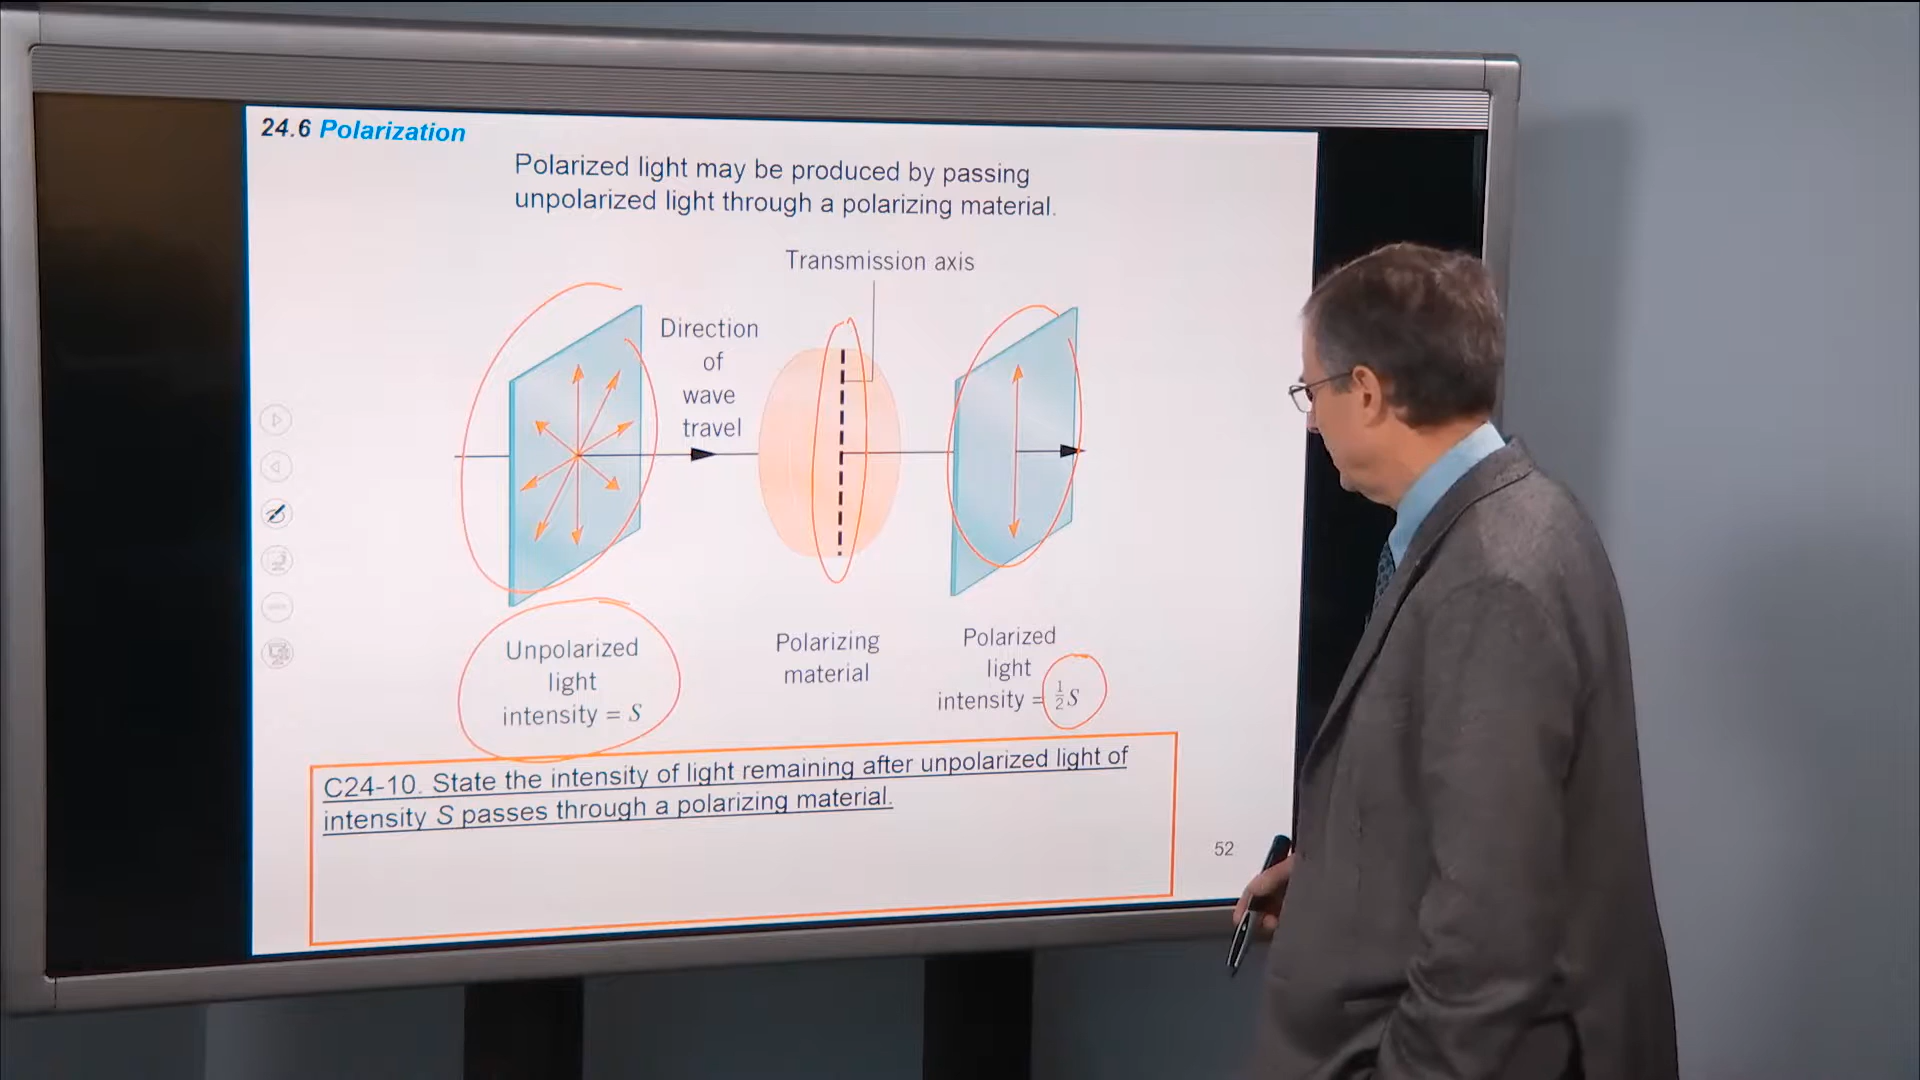 24.6 Polarization
Polarized light may be produced by passing
unpolarized light through a polarizing material.
Transmission axis
Direction
of
wave
travel
Unpolarized
light
intensity = S
Polarizing
material
Polarized
light
intensity = ½S
C24-10. State the intensity of light remaining after unpolarized light of
intensity S passes through a polarizing material.
52